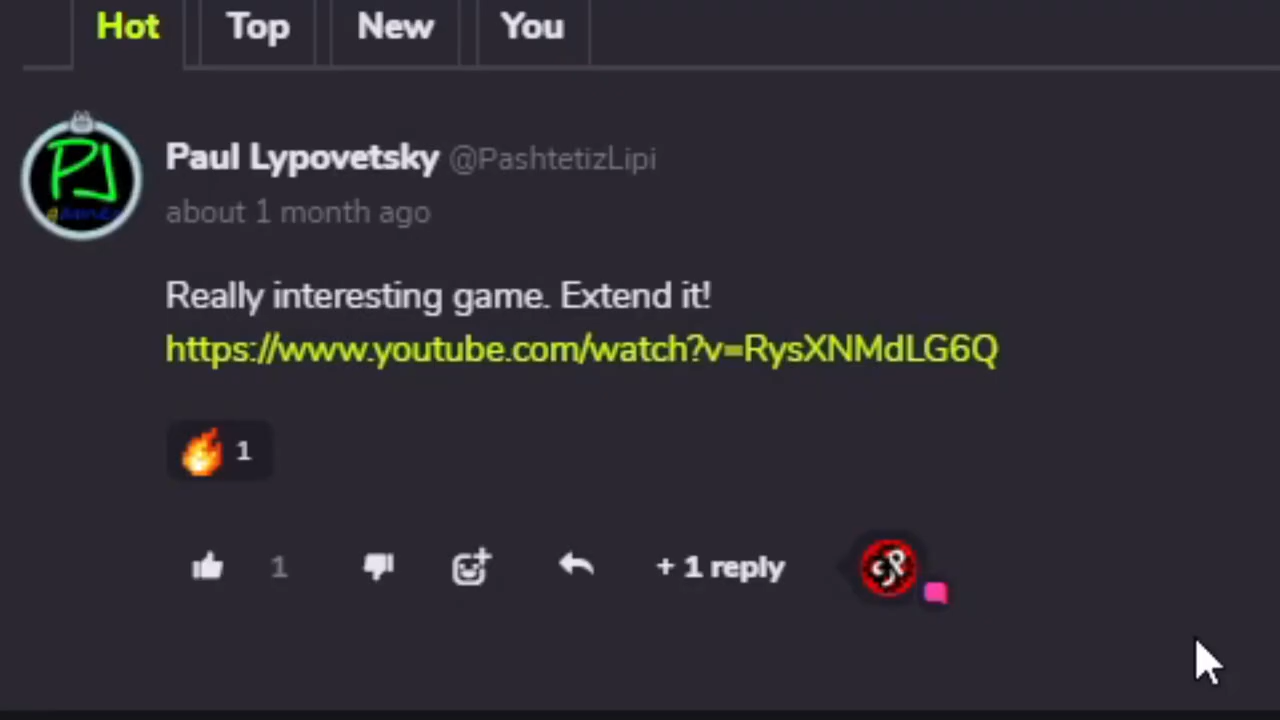 Hot Top New You
Paul Lypovetsky @PashtetizLipi
about 1 month ago
Really interesting game. Extend it!
https://www.youtube.com/watch?v=RysXNMdLG6Q
1
1 + 1 reply